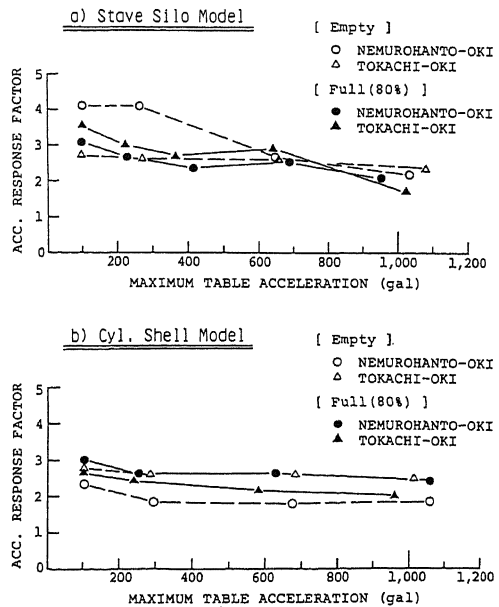 a) Stave Silo Model
[ Empty ]
○ NEMUROHANTO-OKI
△ TOKACHI-OKI
[ Full(80%) ]
● NEMUROHANTO-OKI
▲ TOKACHI-OKI
ACC. RESPONSE FACTOR
5
4
3
2
1
0
200 400 600 800 1,000 1,200
MAXIMUM TABLE ACCELERATION (gal)
b) Cyl. Shell Model
[ Empty ]
○ NEMUROHANTO-OKI
△ TOKACHI-OKI
[ Full(80%) ]
● NEMUROHANTO-OKI
▲ TOKACHI-OKI
ACC. RESPONSE FACTOR
5
4
3
2
1
0
200 400 600 800 1,000 1,200
MAXIMUM TABLE ACCELERATION (gal)